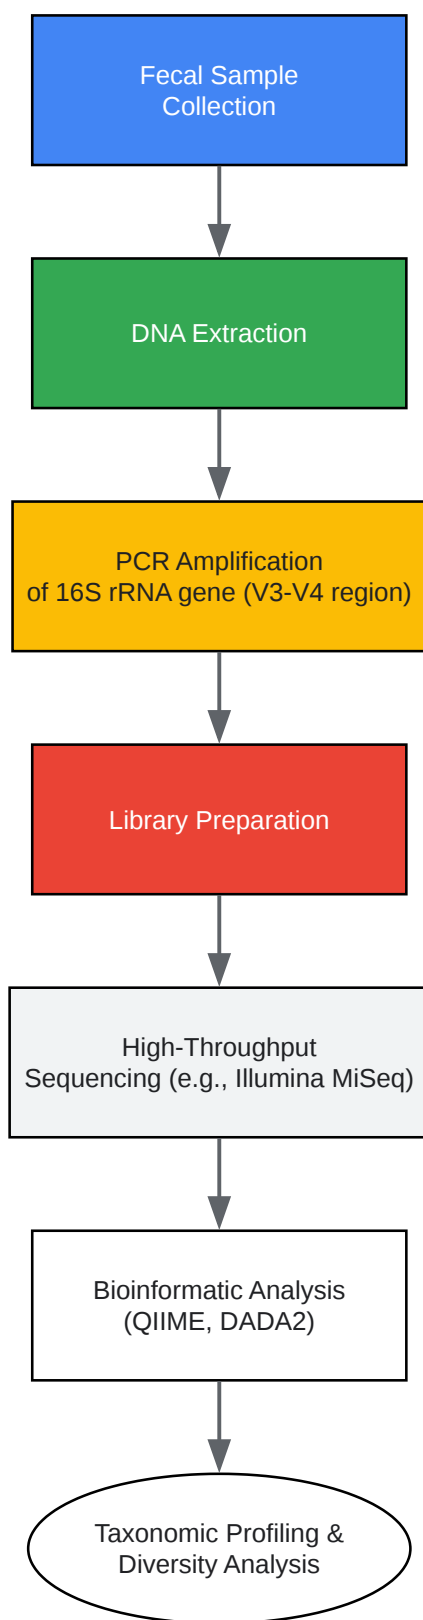 Fecal Sample
Collection
DNA Extraction
PCR Amplification
of 16S rRNA gene (V3-V4 region)
Library Preparation
High-Throughput
Sequencing (e.g., Illumina MiSeq)
Bioinformatic Analysis
(QIIME, DADA2)
Taxonomic Profiling &
Diversity Analysis